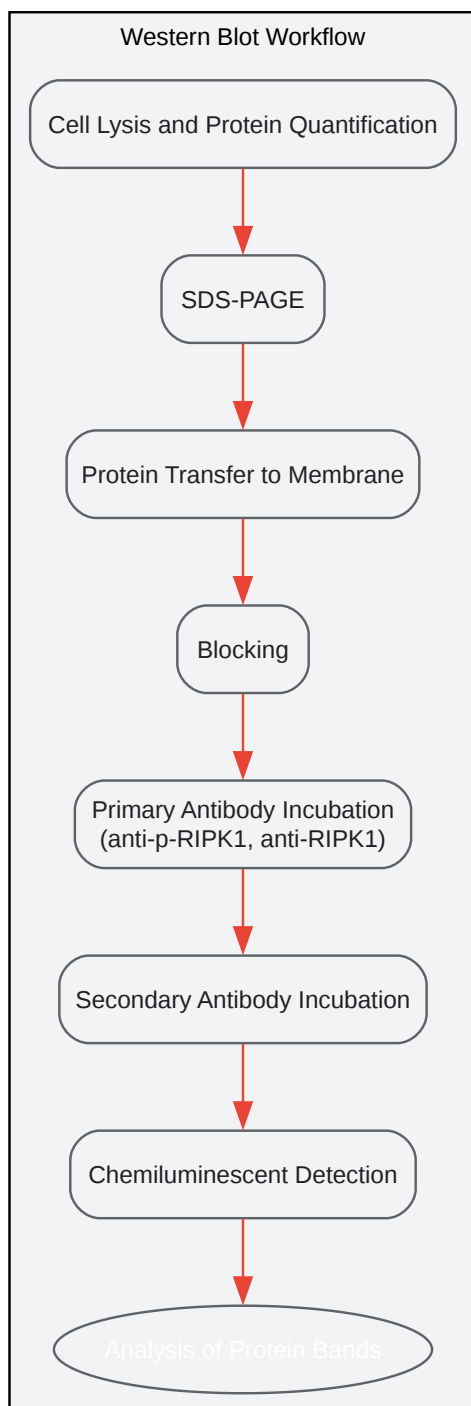 Western Blot Workflow
Cell Lysis and Protein Quantification
SDS-PAGE
Protein Transfer to Membrane
Blocking
Primary Antibody Incubation
(anti-p-RIPK1, anti-RIPK1)
Secondary Antibody Incubation
Chemiluminescent Detection
Analysis of Protein Bands